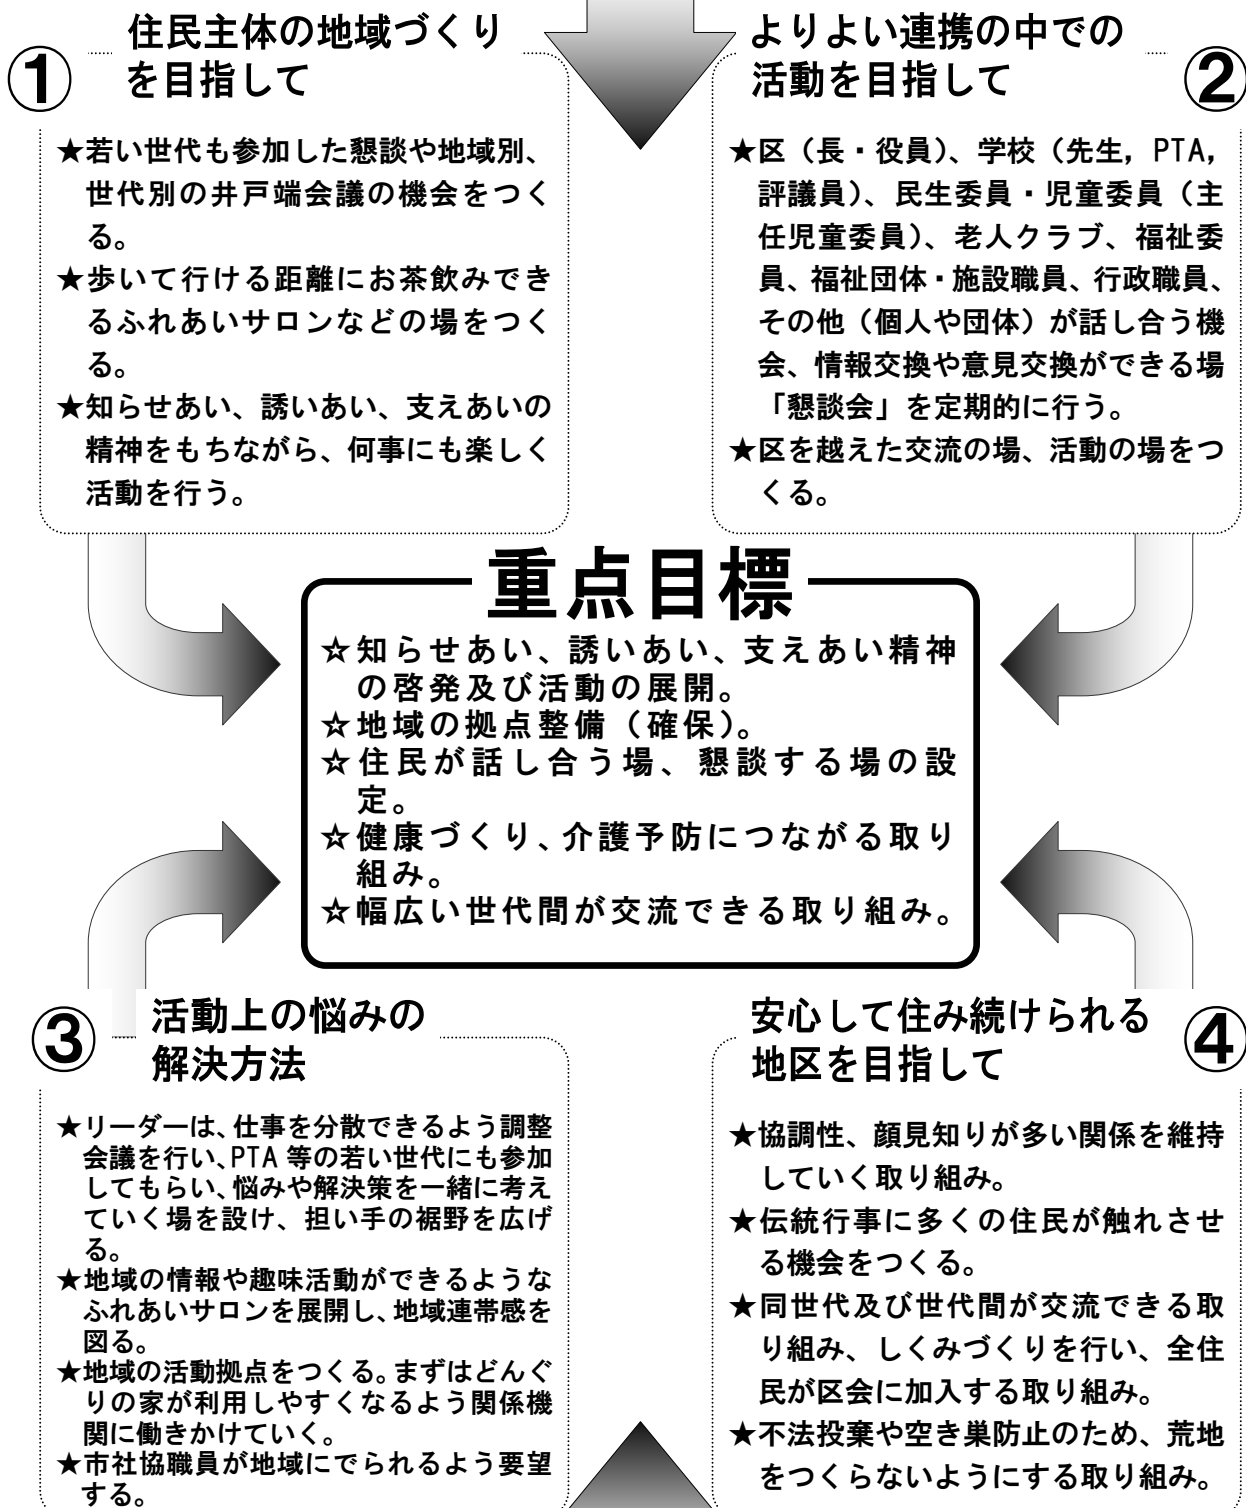 ①
住民主体の地域づくり
を目指して
★若い世代も参加した懇談や地域別、
世代別の井戸端会議の機会をつく
る。
★歩いて行ける距離にお茶飲みでき
るふれあいサロンなどの場をつく
る。
★知らせあい、誘いあい、支えあいの
精神をもちながら、何事にも楽しく
活動を行う。
よりよい連携の中での
活動を目指して
②
★区（長・役員）、学校（先生，PTA，
評議員）、民生委員・児童委員（主
任児童委員）、老人クラブ、福祉委
員、福祉団体・施設職員、行政職員、
その他（個人や団体）が話し合う機
会、情報交換や意見交換ができる場
「懇談会」を定期的に行う。
★区を越えた交流の場、活動の場をつ
くる。
重点目標
☆知らせあい、誘いあい、支えあい精神
の啓発及び活動の展開。
☆地域の拠点整備（確保）。
☆住民が話し合う場、懇談する場の設
定。
☆健康づくり、介護予防につながる取り
組み。
☆幅広い世代間が交流できる取り組み。
③
活動上の悩みの
解決方法
★リーダーは、仕事を分散できるよう調整
会議を行い、PTA 等の若い世代にも参加
してもらい、悩みや解決策を一緒に考え
ていく場を設け、担い手の裾野を広げ
る。
★地域の情報や趣味活動ができるような
ふれあいサロンを展開し、地域連帯感を
図る。
★地域の活動拠点をつくる。まずはどんぐ
りの家が利用しやすくなるよう関係機
関に働きかけていく。
★市社協職員が地域にでられるよう要望
する。
安心して住み続けられる
地区を目指して
④
★協調性、顔見知りが多い関係を維持
していく取り組み。
★伝統行事に多くの住民が触れさせ
る機会をつくる。
★同世代及び世代間が交流できる取
り組み、しくみづくりを行い、全住
民が区会に加入する取り組み。
★不法投棄や空き巣防止のため、荒地
をつくらないようにする取り組み。